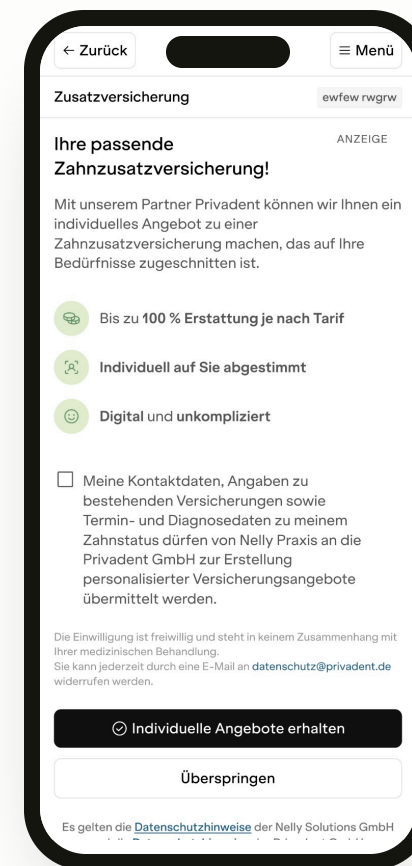 ← Zurück
≡ Menü
Zusatzversicherung
ewfew rwgrw
Ihre passende
ANZEIGE
Zahnzusatzversicherung!
Mit unserem Partner Privadent können wir Ihnen ein
individuelles Angebot zu einer
Zahnzusatzversicherung machen, das auf Ihre
Bedürfnisse zugeschnitten ist.
Bis zu 100 % Erstattung je nach Tarif
Individuell auf Sie abgestimmt
Digital und unkompliziert
Meine Kontaktdaten, Angaben zu
bestehenden Versicherungen sowie
Termin- und Diagnosedaten zu meinem
Zahnstatus dürfen von Nelly Praxis an die
Privadent GmbH zur Erstellung
personalisierter Versicherungsangebote
übermittelt werden.
Die Einwilligung ist freiwillig und steht in keinem Zusammenhang mit
Ihrer medizinischen Behandlung.
Sie kann jederzeit durch eine E-Mail an datenschutz@privadent.de
widerrufen werden.
Individuelle Angebote erhalten
Überspringen
Es gelten die Datenschutzhinweise der Nelly Solutions GmbH